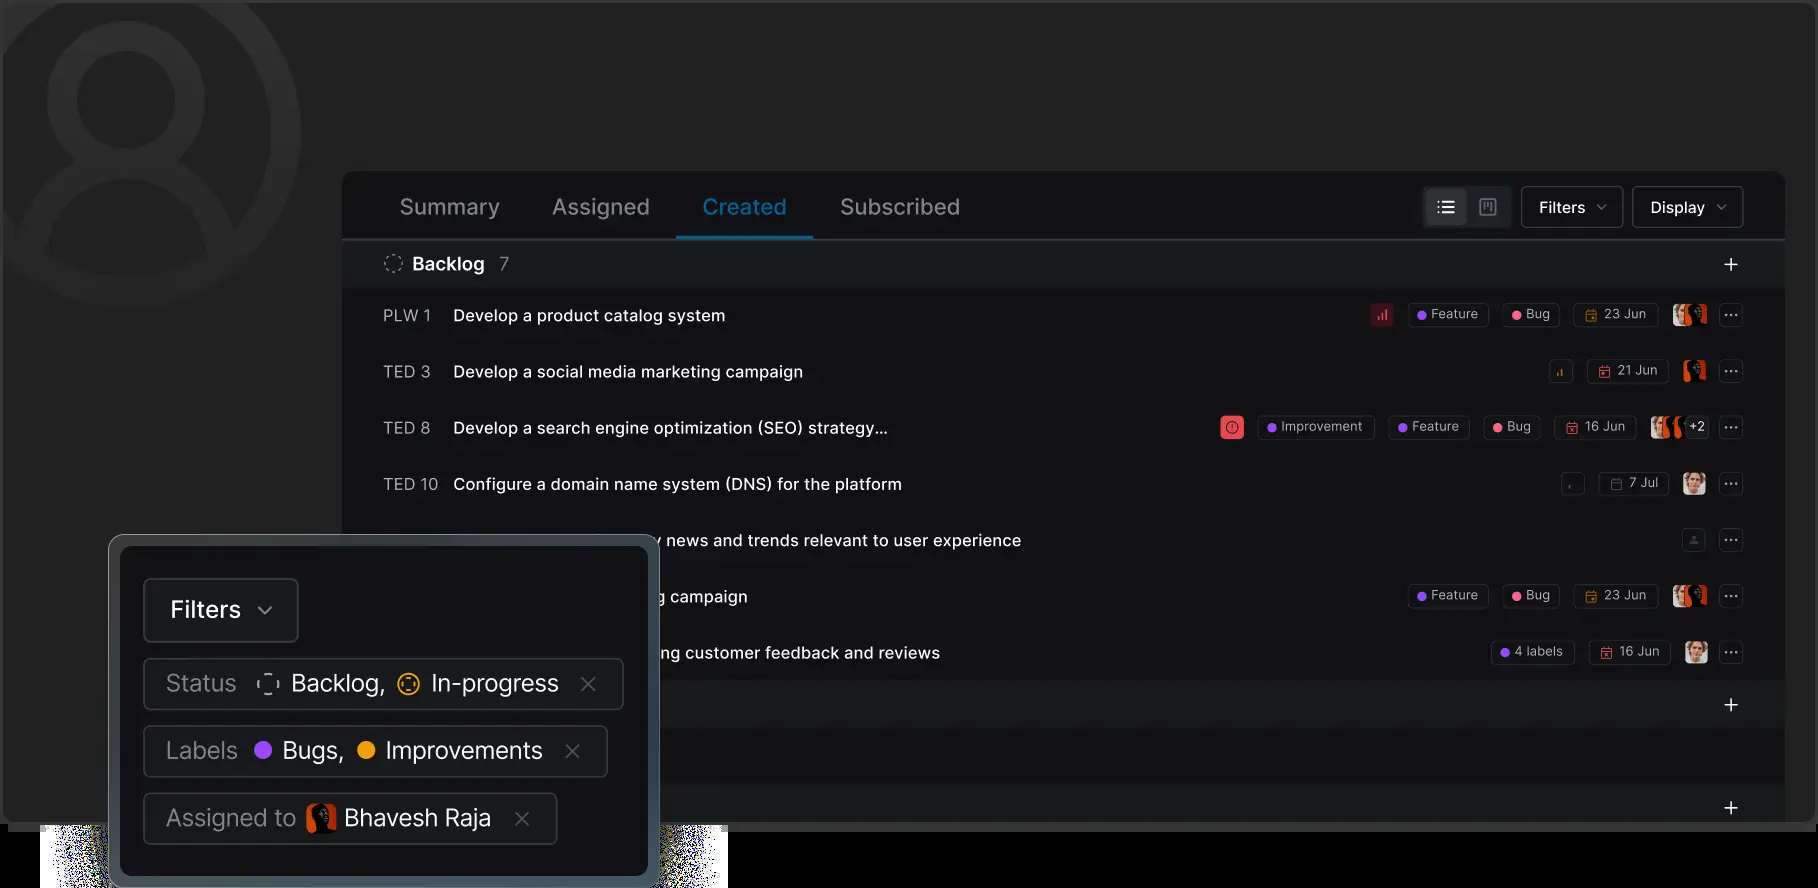 Summary Assigned Created Subscribed Filters Display
Backlog 7
PLW 1 Develop a product catalog system Feature Bug 23 Jun
TED 3 Develop a social media marketing campaign 21 Jun
TED 8 Develop a search engine optimization (SEO) strategy... Improvement Feature Bug 16 Jun +2
TED 10 Configure a domain name system (DNS) for the platform 7 Jul
news and trends relevant to user experience
campaign Feature Bug 23 Jun
customer feedback and reviews 4 labels 16 Jun
Filters
Status Backlog, In-progress
Labels Bugs, Improvements
Assigned to Bhavesh Raja